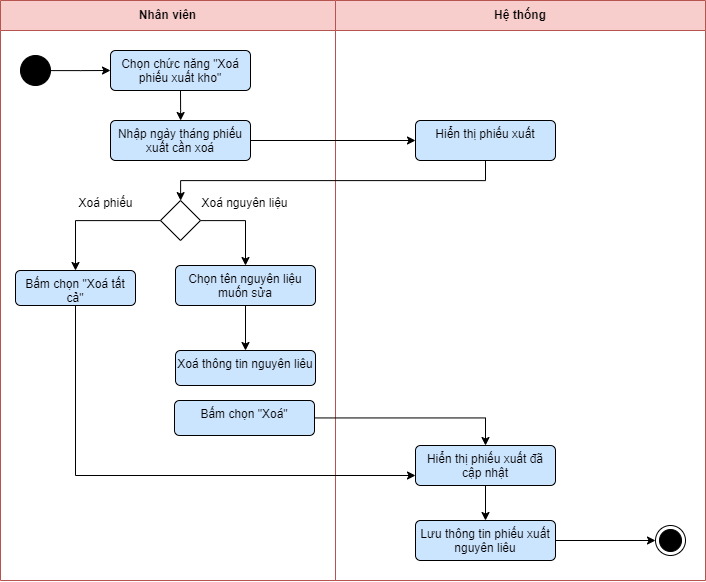 Nhân viên
Hệ thống
Chọn chức năng "Xoá
phiếu xuất kho"
Nhập ngày tháng phiếu
xuất cần xoá
Hiển thị phiếu xuất
Xoá phiếu
Xoá nguyên liệu
Bấm chọn "Xoá tất
cả"
Chọn tên nguyên liệu
muốn sửa
Xoá thông tin nguyên liêu
Bấm chọn "Xoá"
Hiển thị phiếu xuất đã
cập nhật
Lưu thông tin phiếu xuất
nguyên liêu